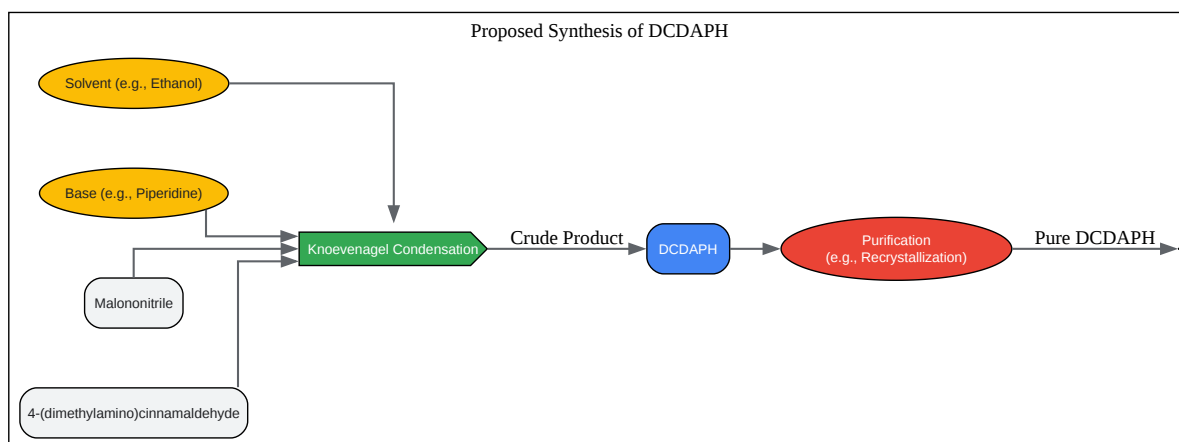 Proposed Synthesis of DCDAPH
Solvent (e.g., Ethanol)
Base (e.g., Piperidine)
Malononitrile
4-(dimethylamino)cinnamaldehyde
Knoevenagel Condensation
Crude Product
DCDAPH
Purification
(e.g., Recrystallization)
Pure DCDAPH